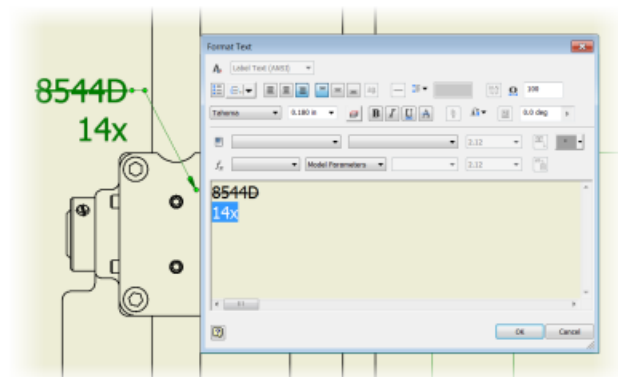 Format Text
Label Text (ANSI)
100
Tahoma
0.180 in
B I U A
0.0 deg
2.12
Model Parameters
2.12
8544D
14x
8544D
14x
OK
Cancel